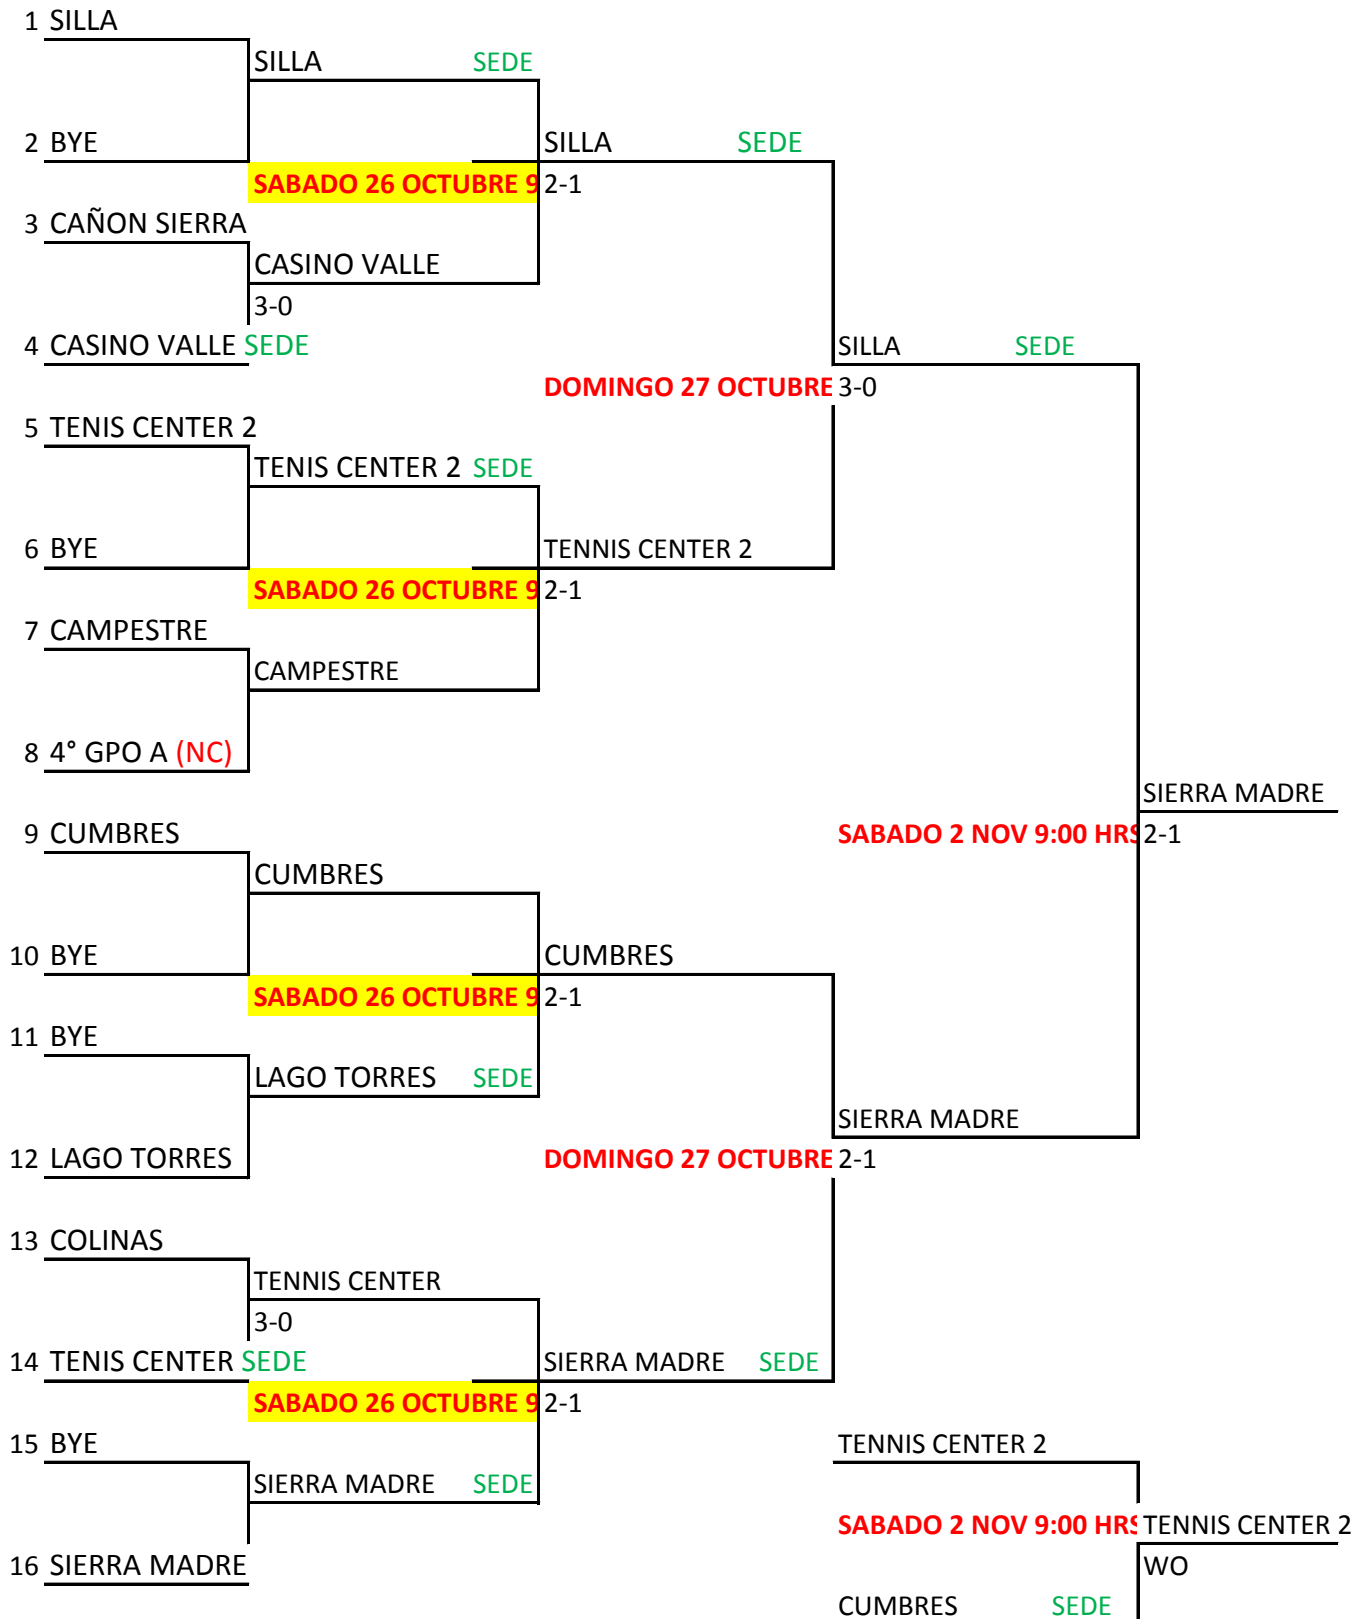 1 SILLA
SILLA SEDE
2 BYE
SILLA SEDE
SABADO 26 OCTUBRE 9
2-1
3 CAÑON SIERRA
CASINO VALLE
3-0
4 CASINO VALLE SEDE
SILLA SEDE
DOMINGO 27 OCTUBRE
3-0
5 TENIS CENTER 2
TENIS CENTER 2 SEDE
6 BYE
TENNIS CENTER 2
SABADO 26 OCTUBRE 9
2-1
7 CAMPESTRE
CAMPESTRE
8 4° GPO A (NC)
SIERRA MADRE
9 CUMBRES
SABADO 2 NOV 9:00 HRS
2-1
CUMBRES
10 BYE
CUMBRES
SABADO 26 OCTUBRE 9
2-1
11 BYE
LAGO TORRES SEDE
SIERRA MADRE
12 LAGO TORRES
DOMINGO 27 OCTUBRE
2-1
13 COLINAS
TENNIS CENTER
3-0
14 TENIS CENTER SEDE
SIERRA MADRE SEDE
SABADO 26 OCTUBRE 9
2-1
15 BYE
TENNIS CENTER 2
SIERRA MADRE SEDE
SABADO 2 NOV 9:00 HRS
TENNIS CENTER 2
16 SIERRA MADRE
WO
CUMBRES SEDE